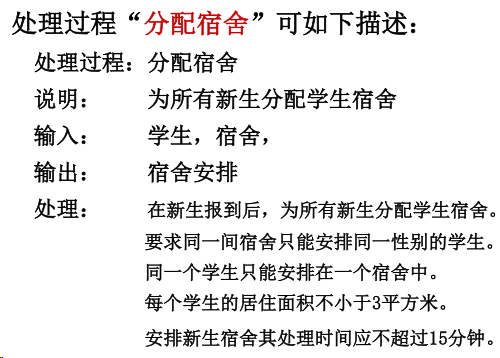 处理过程“分配宿舍”可如下描述：
处理过程：分配宿舍
说明： 为所有新生分配学生宿舍
输入： 学生，宿舍，
输出： 宿舍安排
处理： 在新生报到后，为所有新生分配学生宿舍。
要求同一间宿舍只能安排同一性别的学生。
同一个学生只能安排在一个宿舍中。
每个学生的居住面积不小于3平方米。
安排新生宿舍其处理时间应不超过15分钟。